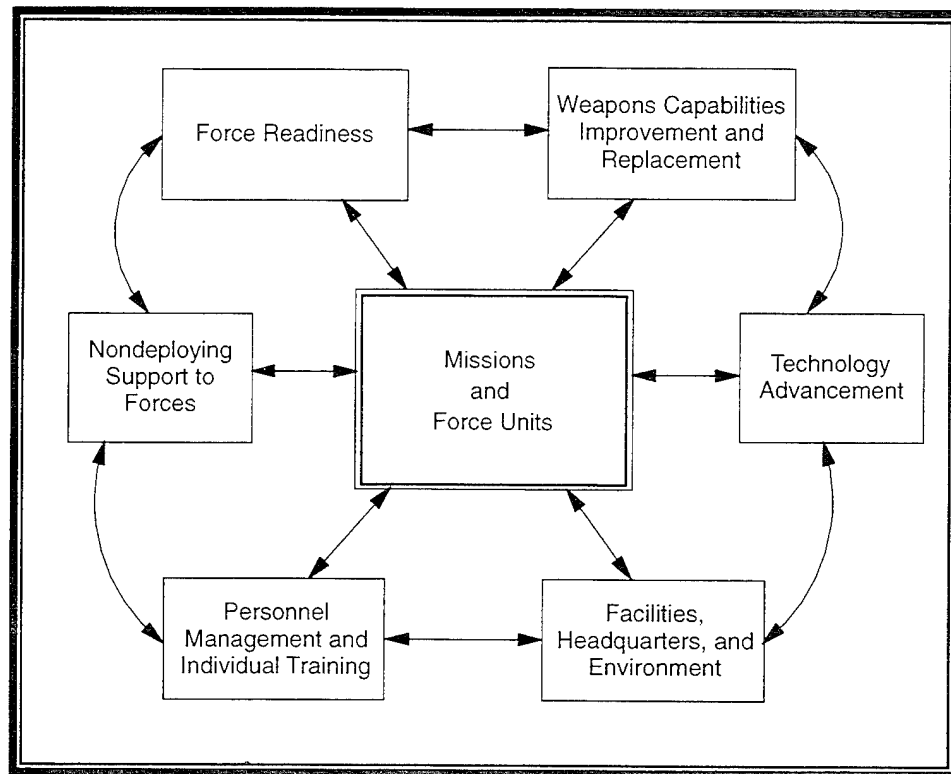 Force Readiness
Weapons Capabilities
Improvement and
Replacement
Nondeploying
Support to
Forces
Missions
and
Force Units
Technology
Advancement
Personnel
Management and
Individual Training
Facilities,
Headquarters, and
Environment